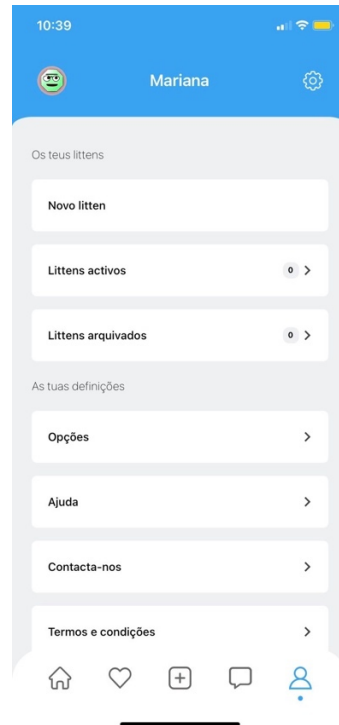 10:39
Mariana
Os teus littens
Novo litten
Littens activos 0
Littens arquivados 0
As tuas definições
Opções
Ajuda
Contacta-nos
Termos e condições